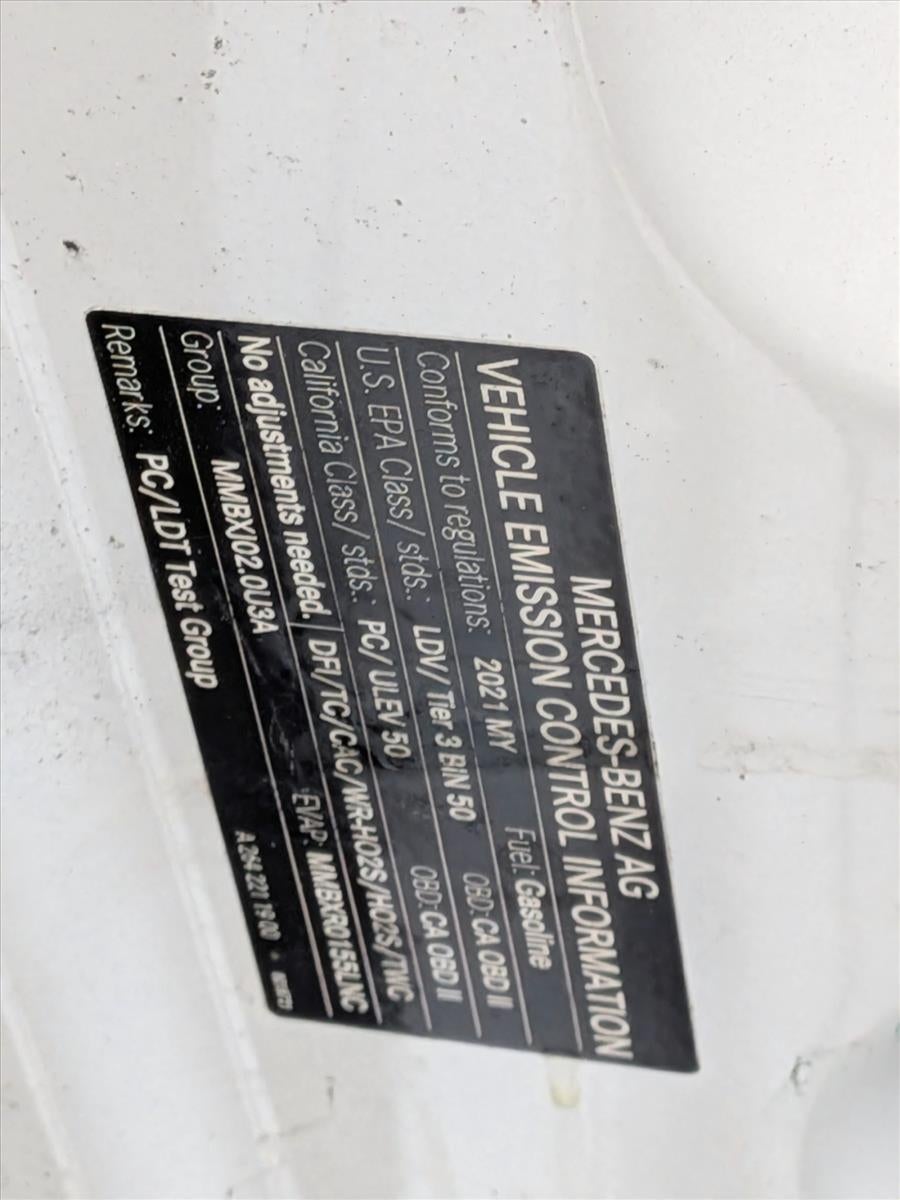 MERCEDES-BENZ AG
VEHICLE EMISSION CONTROL INFORMATION
Conforms to regulations: 2021 MY Fuel: Gasoline
U.S. EPA Class/ stds.: LDV/ Tier 3 BIN 50 OBD: CA OBD II
California Class/ stds.: PC/ ULEV 50 OBD: CA OBD II
No adjustments needed. DFI/TC/CAC/WR-HO2S/HO2S/TWC
Group: MMBXJ02.0U3A EVAP: MMBXR0155LNC
Remarks: PC/LDT Test Group
A 264 221